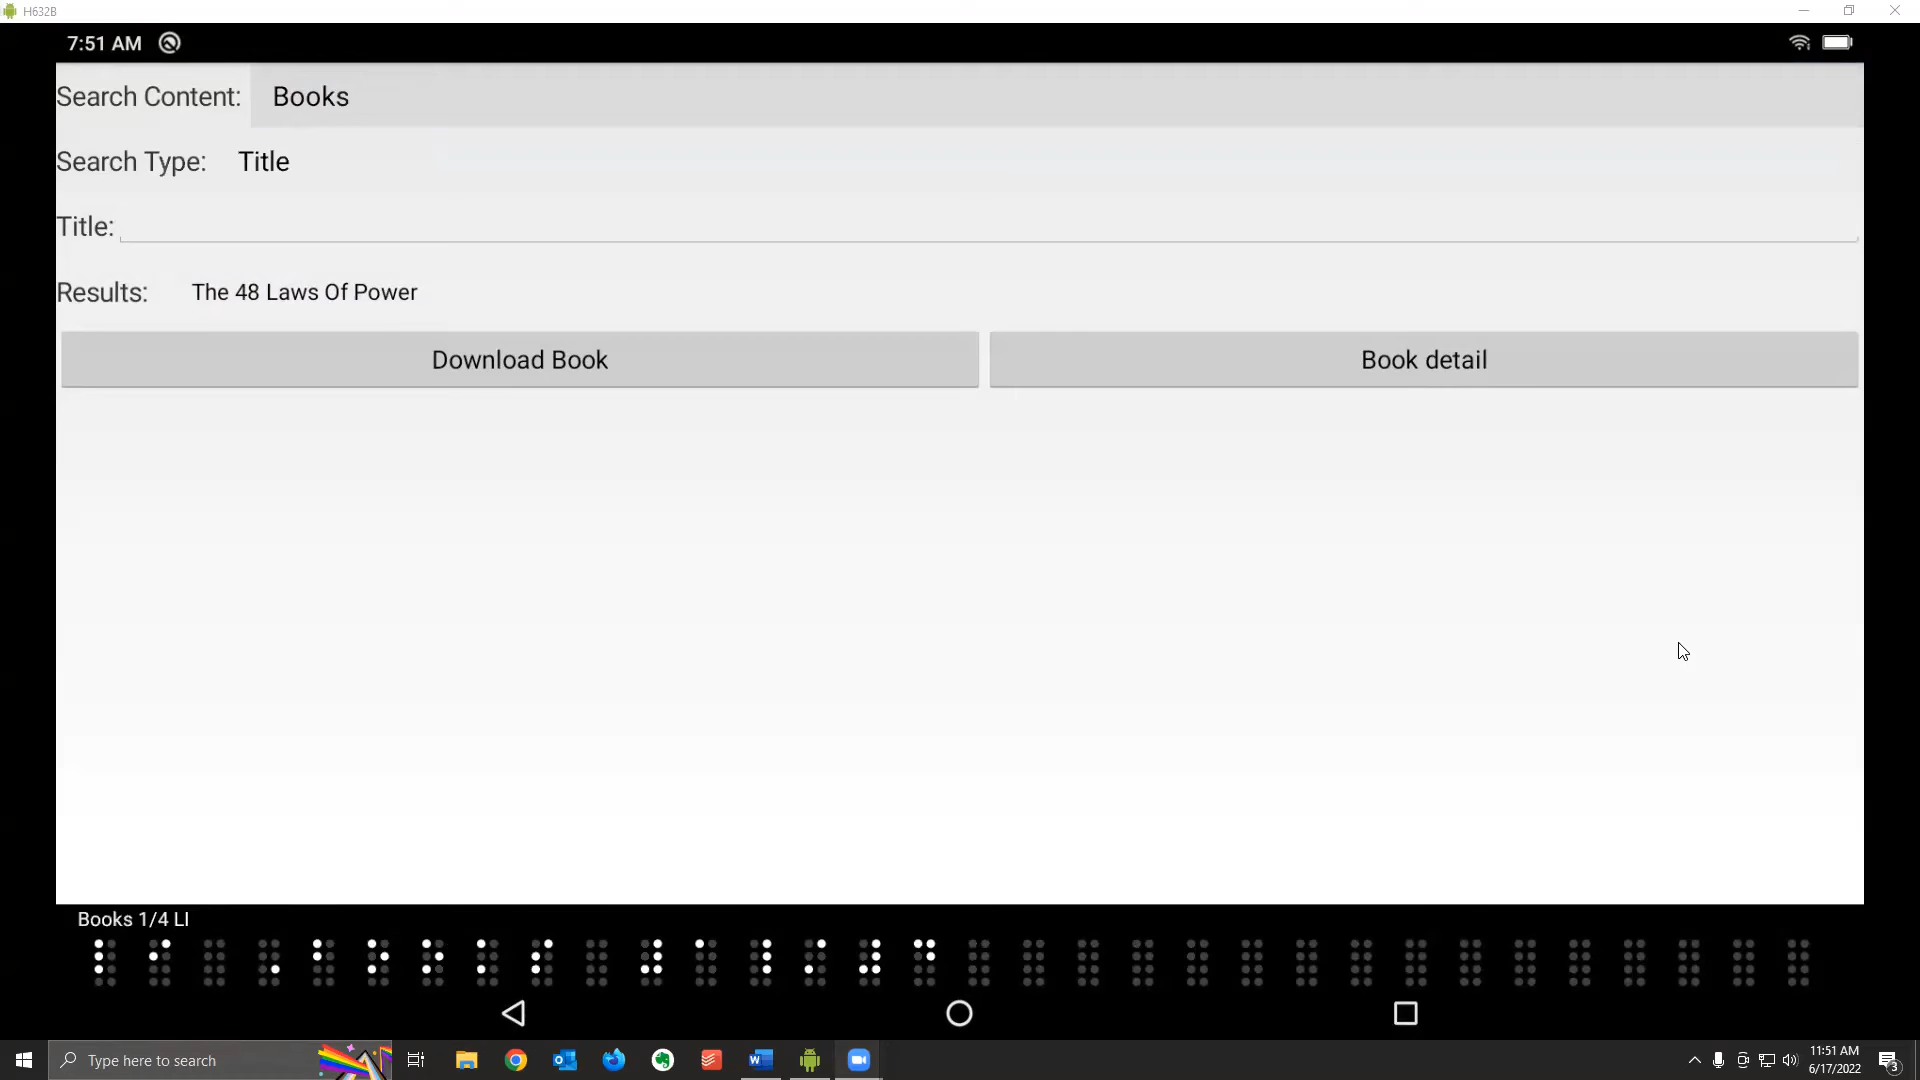 H632B
7:51 AM
Search Content: Books
Search Type: Title
Title:
Results: The 48 Laws Of Power
Download Book Book detail
Books 1/4 LI
Type here to search
11:51 AM
6/17/2022
3